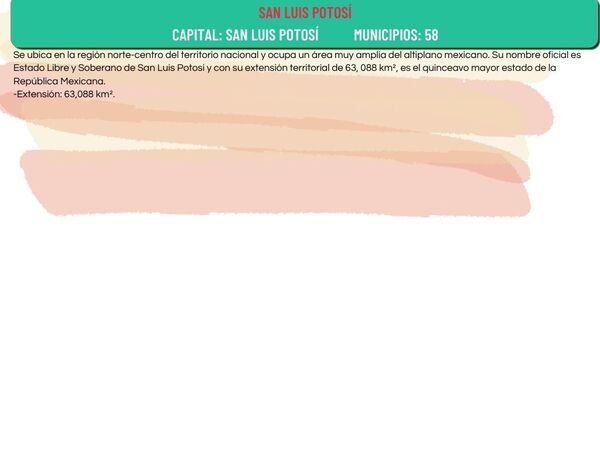 SAN LUIS POTOSÍ
CAPITAL: SAN LUIS POTOSÍ MUNICIPIOS: 58
Se ubica en la región norte-centro del territorio nacional y ocupa un área muy amplia del altiplano mexicano. Su nombre oficial es
Estado Libre y Soberano de San Luis Potosi y con su extensión territorial de 63, 088 km², es el quinceavo mayor estado de la
República Mexicana.
-Extensión: 63,088 km².